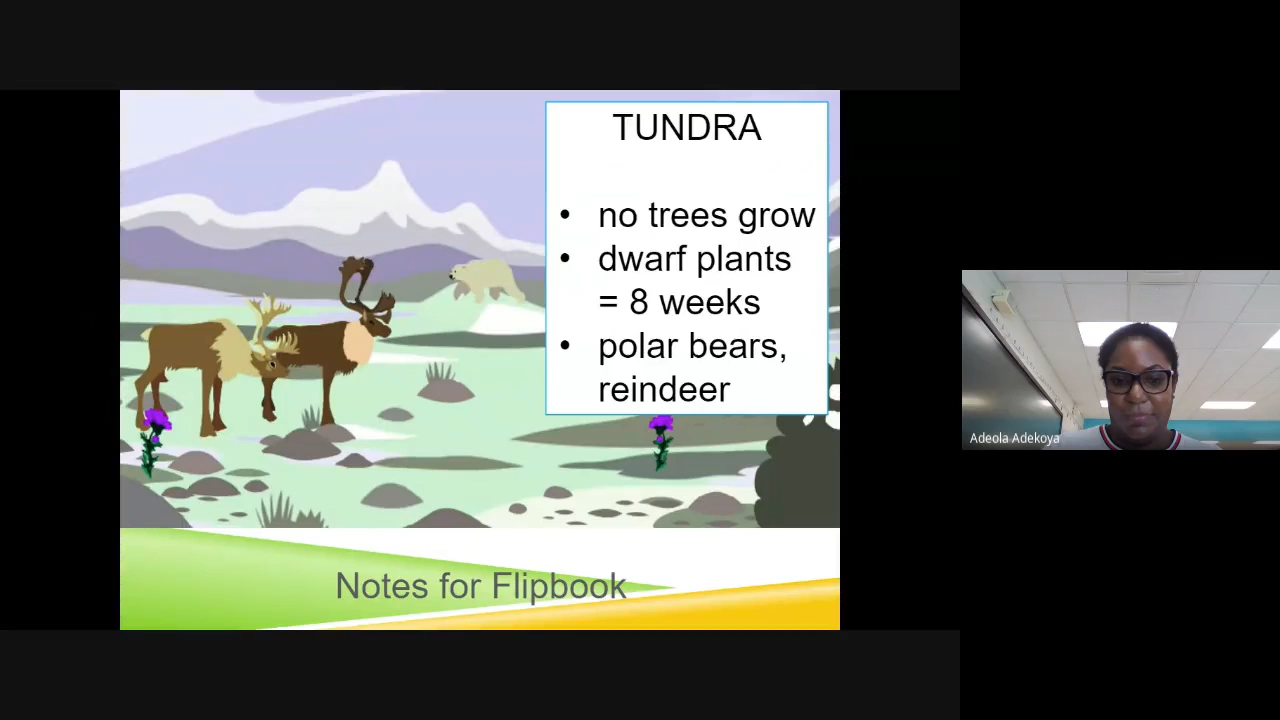 TUNDRA
• no trees grow
• dwarf plants
= 8 weeks
• polar bears,
reindeer
Notes for Flipbook
Adeola Adekoya